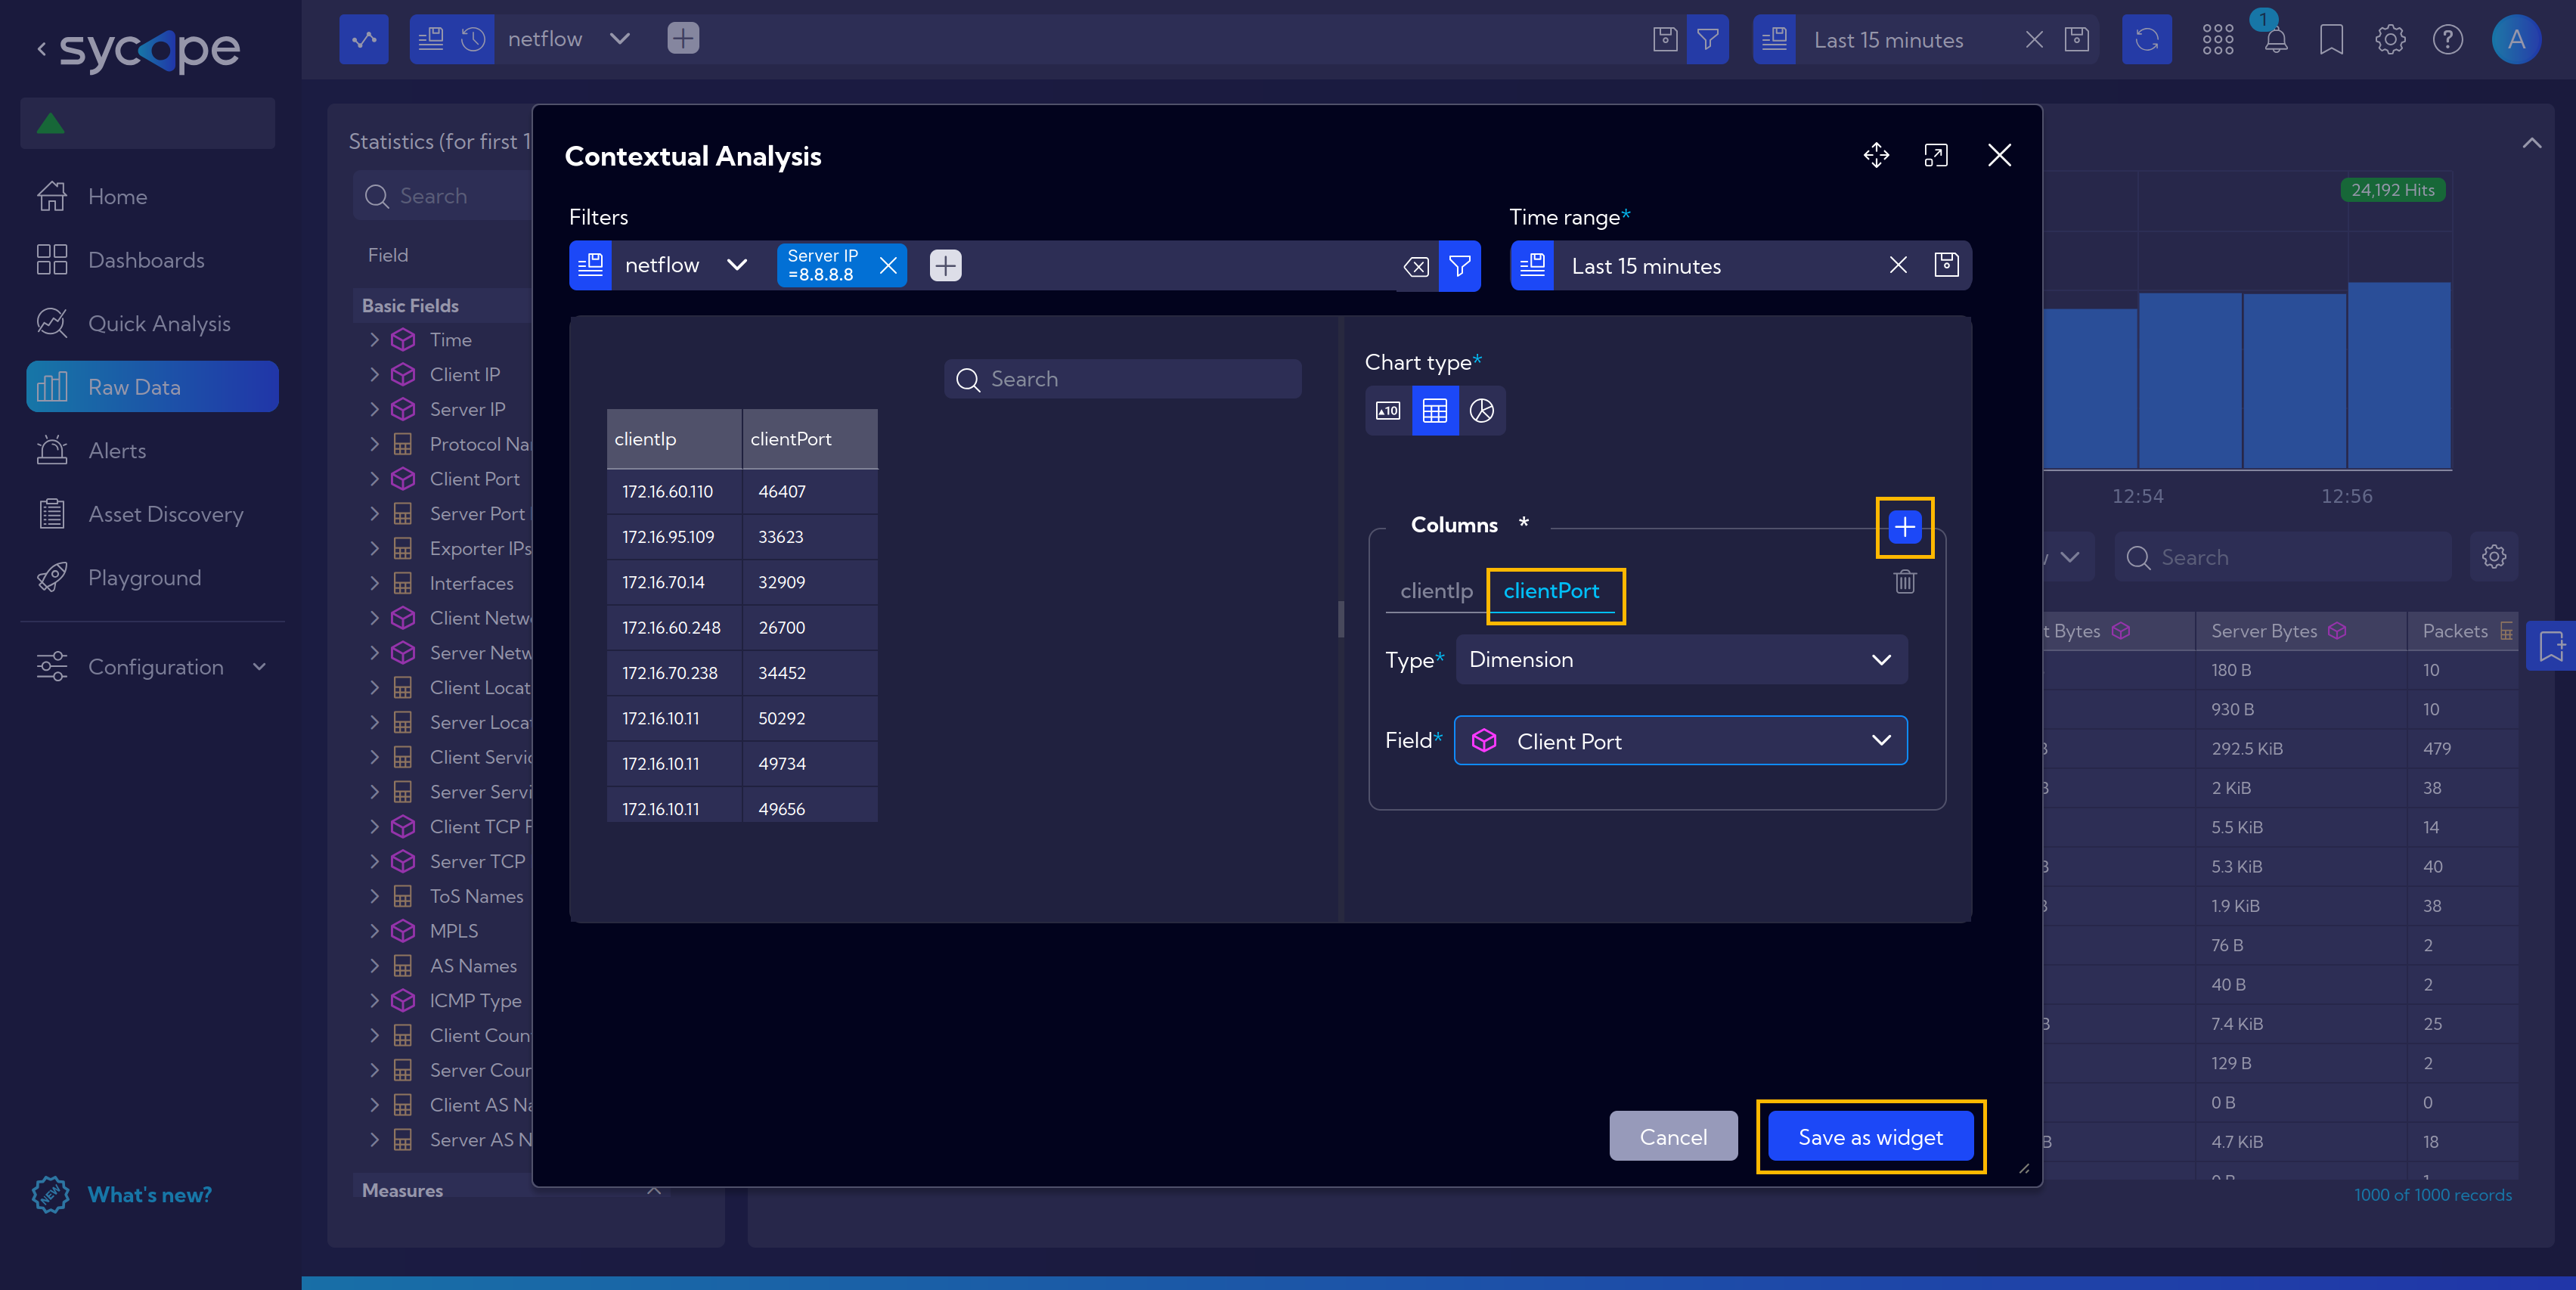 sycope
netflow
Last 15 minutes
1
A
Home
Dashboards
Quick Analysis
Raw Data
Alerts
Asset Discovery
Playground
Configuration
NEW
What's new?
Statistics (for first 1
Search
Field
Basic Fields
Time
Client IP
Server IP
Protocol Na
Client Port
Server Port
Exporter IPs
Interfaces
Client Netw
Server Netw
Client Locat
Server Locat
Client Servic
Server Servi
Client TCP F
Server TCP
ToS Names
MPLS
AS Names
ICMP Type
Client Coun
Server Cour
Client AS Na
Server AS N
Measures
Contextual Analysis
Filters
netflow
Server IP
=8.8.8.8
Time range*
Last 15 minutes
Search
clientIp clientPort
172.16.60.110 46407
172.16.95.109 33623
172.16.70.14 32909
172.16.60.248 26700
172.16.70.238 34452
172.16.10.11 50292
172.16.10.11 49734
172.16.10.11 49656
Chart type*
10
Columns *
clientIp clientPort
Type* Dimension
Field* Client Port
Cancel
Save as widget
24,192 Hits
12:54 12:56
Search
t Bytes Server Bytes Packets
180 B 10
930 B 10
292.5 KiB 479
2 KiB 38
5.5 KiB 14
5.3 KiB 40
1.9 KiB 38
76 B 2
40 B 2
7.4 KiB 25
129 B 2
0 B 0
4.7 KiB 18
1000 of 1000 records